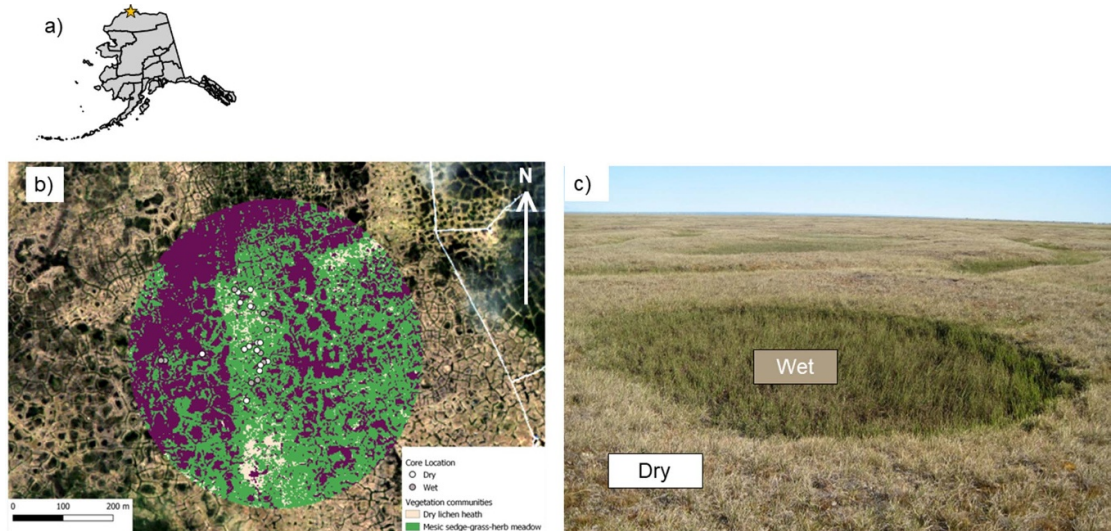 a)
b)
N
c)
Wet
Dry
Core Location
Dry
Wet
Vegetation communities
Dry lichen heath
Mesic sedge-grass-herb meadow
0 100 200 m